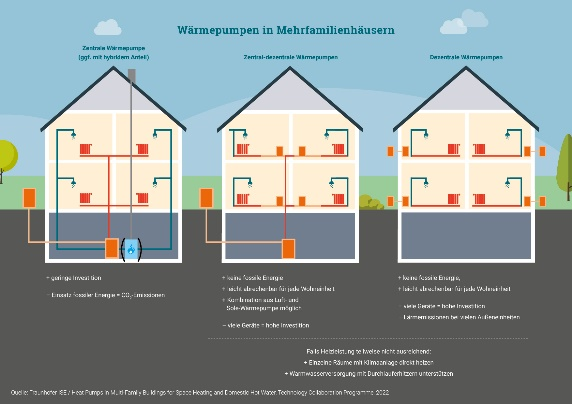 Wärmepumpen in Mehrfamilienhäusern
Zentrale Wärmepumpe
(ggf. mit hybridem Anteil)
Zentral-dezentrale Wärmepumpen
Dezentrale Wärmepumpen
+ geringe Investition
– Einsatz fossiler Energie = CO₂-Emissionen
+ keine fossile Energie
+ leicht abrechenbar für jede Wohneinheit
+ Kombination aus Luft- und
Sole-Wärmepumpe möglich
– viele Geräte = hohe Investition
+ keine fossile Energie,
+ leicht abrechenbar für jede Wohneinheit
– viele Geräte = hohe Investition
Lärmemissionen bei vielen Außeneinheiten
Falls Heizleistung teilweise nicht ausreichend:
+ Einzelne Räume mit Klimaanlage direkt heizen
+ Warmwasserversorgung mit Durchlauferhitzern unterstützen
Quelle: Fraunhofer ISE / Heat Pumps in Multi-Family Buildings for Space Heating and Domestic Hot Water, Technology Collaboration Programme, 2022